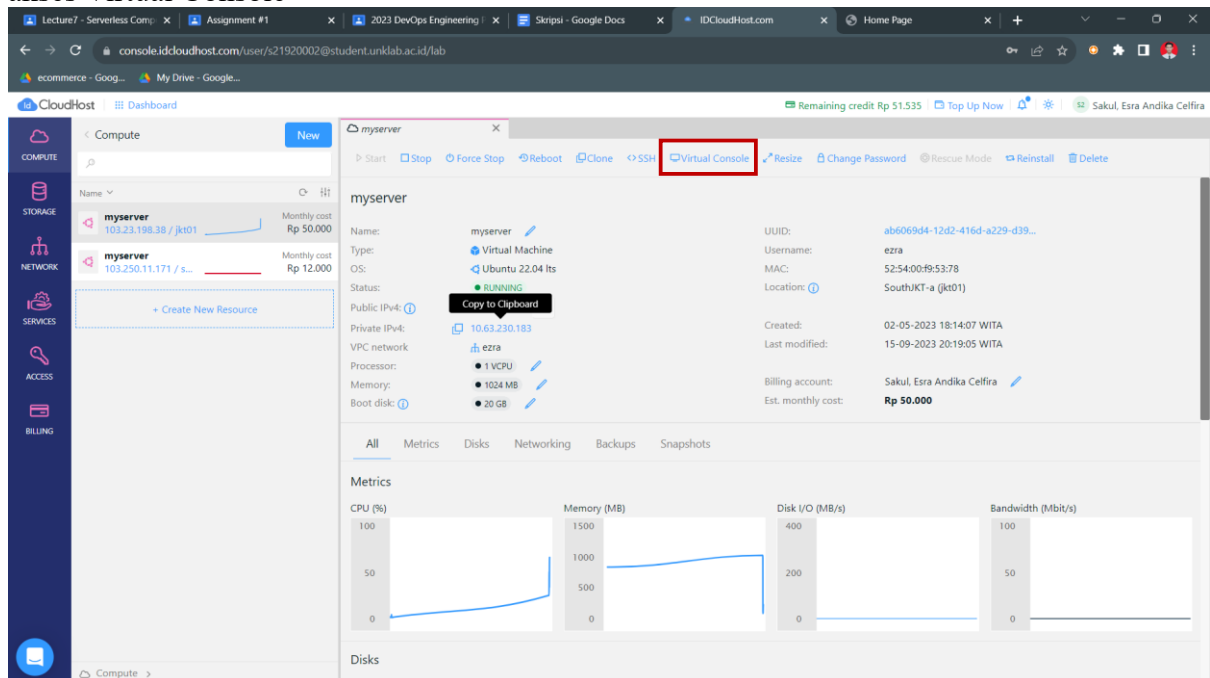 Lecture7 - Serverless Comp
Assignment #1
2023 DevOps Engineering F
Skripsi - Google Docs
IDCloudHost.com
Home Page
console.idcloudhost.com/user/s21920002@student.unklab.ac.id/lab
ecommerce - Goog...
My Drive - Google...
Id CloudHost
Dashboard
Remaining credit Rp 51.535
Top Up Now
Sakul, Esra Andika Celfira
COMPUTE
STORAGE
NETWORK
SERVICES
ACCESS
BILLING
Compute
New
Name
myserver
103.23.198.38 / jkt01
Monthly cost
Rp 50.000
myserver
103.250.11.171 / s...
Monthly cost
Rp 12.000
+ Create New Resource
Compute >
myserver
Start Stop Force Stop Reboot Clone <>SSH Virtual Console Resize Change Password Rescue Mode Reinstall Delete
myserver
Name: myserver
Type: Virtual Machine
OS: Ubuntu 22.04 lts
Status: RUNNING
Public IPv4:
Copy to Clipboard
Private IPv4: 10.63.230.183
VPC network ezra
Processor: 1 VCPU
Memory: 1024 MB
Boot disk: 20 GB
UUID: ab6069d4-12d2-416d-a229-d39...
Username: ezra
MAC: 52:54:00:f9:53:78
Location: SouthJKT-a (jkt01)
Created: 02-05-2023 18:14:07 WITA
Last modified: 15-09-2023 20:19:05 WITA
Billing account: Sakul, Esra Andika Celfira
Est. monthly cost: Rp 50.000
All Metrics Disks Networking Backups Snapshots
Metrics
CPU (%)
100
50
0
Memory (MB)
1500
1000
500
0
Disk I/O (MB/s)
400
200
0
Bandwidth (Mbit/s)
100
50
0
Disks